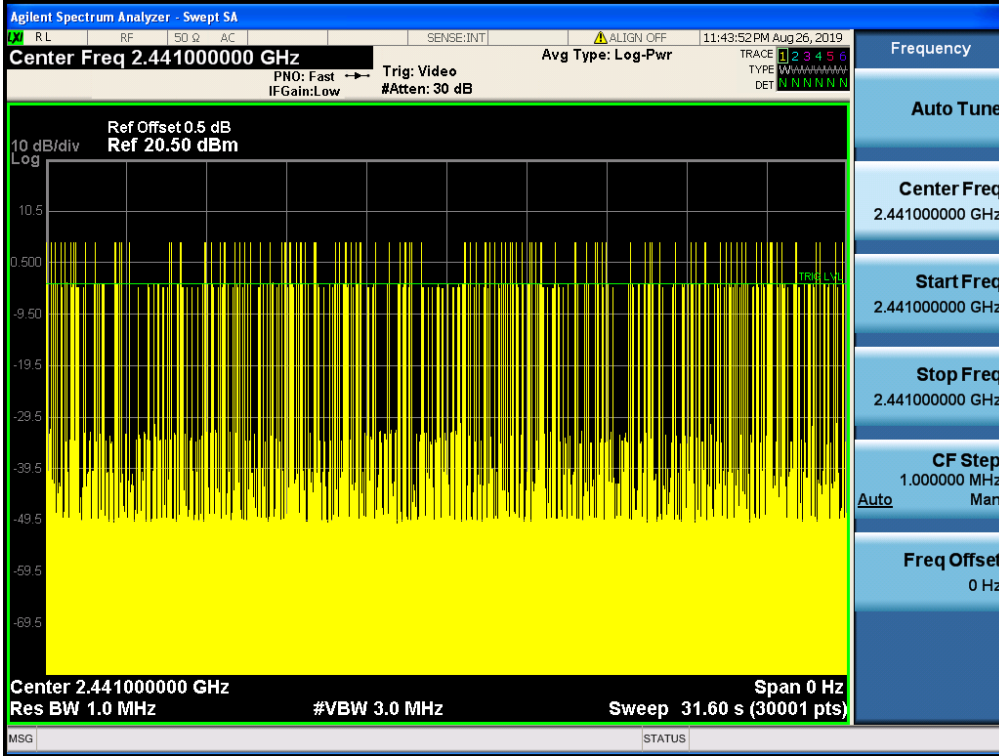 Agilent Spectrum Analyzer - Swept SA
LXI RL RF 50 Ω AC SENSE:INT ALIGN OFF 11:43:52 PM Aug 26, 2019
Center Freq 2.441000000 GHz
PNO: Fast
IFGain:Low
Trig: Video
#Atten: 30 dB
Avg Type: Log-Pwr
TRACE 1 2 3 4 5 6
TYPE
DET N N N N N N
Ref Offset 0.5 dB
10 dB/div Ref 20.50 dBm
Log
10.5
0.500
TRIG LVL
-9.50
-19.5
-29.5
-39.5
-49.5
-59.5
-69.5
Center 2.441000000 GHz Span 0 Hz
Res BW 1.0 MHz #VBW 3.0 MHz Sweep 31.60 s (30001 pts)
MSG STATUS
Frequency
Auto Tune
Center Freq
2.441000000 GHz
Start Freq
2.441000000 GHz
Stop Freq
2.441000000 GHz
CF Step
1.000000 MHz
Auto Man
Freq Offset
0 Hz